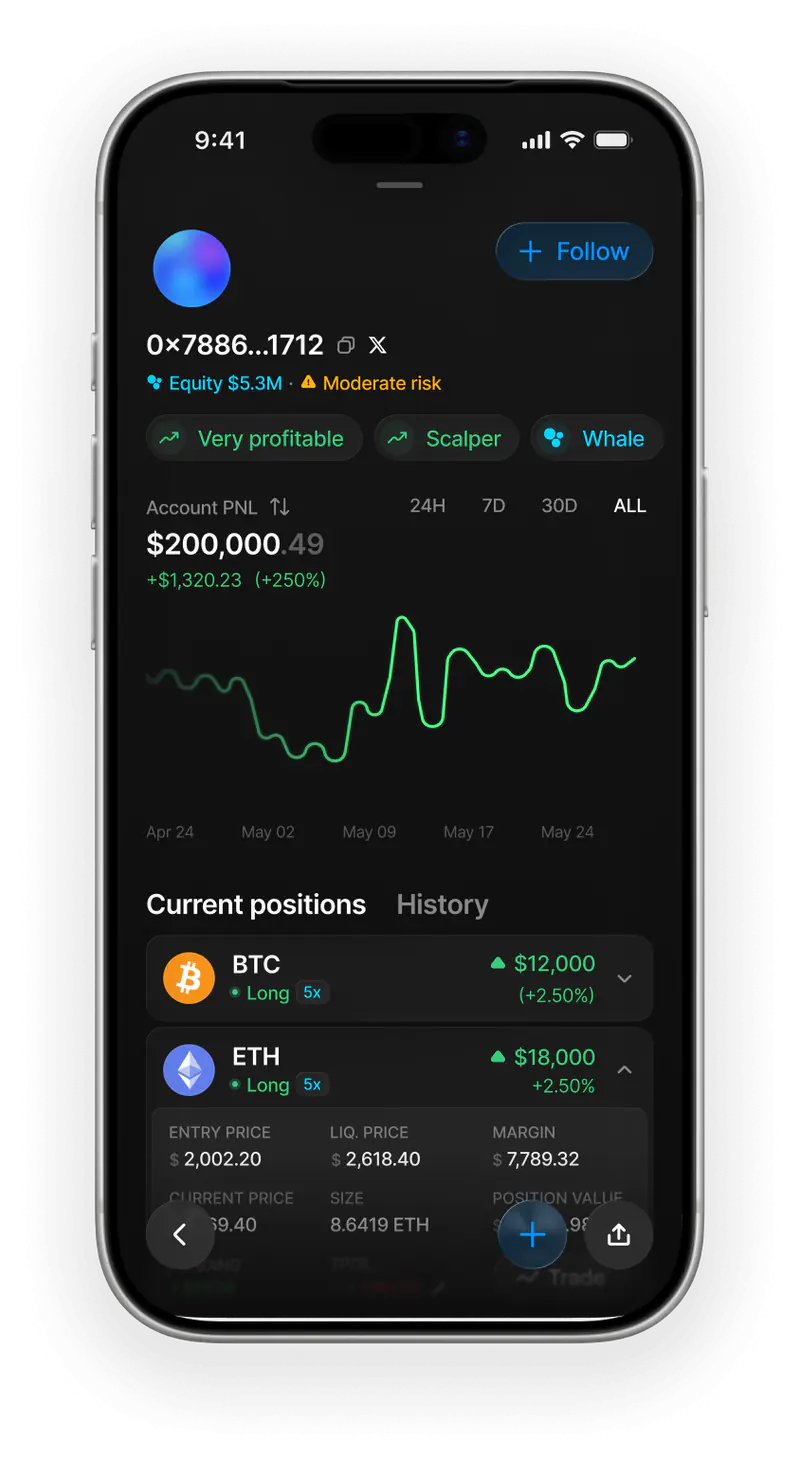 9:41
+ Follow
0×7886...1712
Equity $5.3M · Moderate risk
Very profitable Scalper Whale
Account PNL 24H 7D 30D ALL
$200,000.49
+$1,320.23 (+250%)
Apr 24 May 02 May 09 May 17 May 24
Current positions History
BTC $12,000
Long 5x (+2.50%)
ETH $18,000
Long 5x +2.50%
ENTRY PRICE LIQ. PRICE MARGIN
$ 2,002.20 $ 2,618.40 $ 7,789.32
CURRENT PRICE SIZE POSITION VALUE
8.6419 ETH
Trade